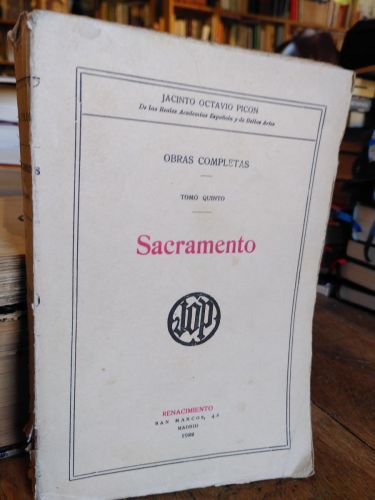 JACINTO OCTAVIO PICON
De las Reales Academias Española y de Bellas Artes
OBRAS COMPLETAS
TOMO QUINTO
Sacramento
JOP
RENACIMIENTO
SAN MARCOS, 42
MADRID
1922